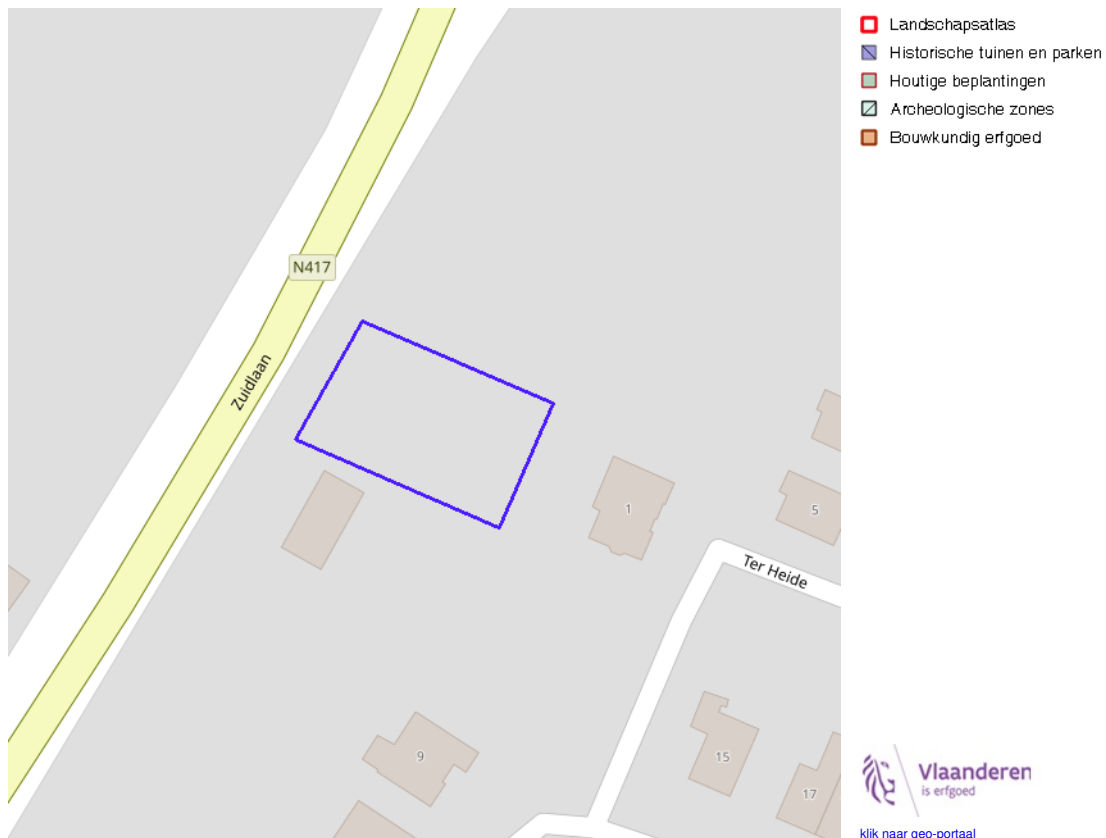 Landschapsatlas
Historische tuinen en parken
Houtige beplantingen
Archeologische zones
Bouwkundig erfgoed
N417
Zuidlaan
1
5
Ter Heide
9
15
17
Vlaanderen
is erfgoed
klik naar geo-portaal